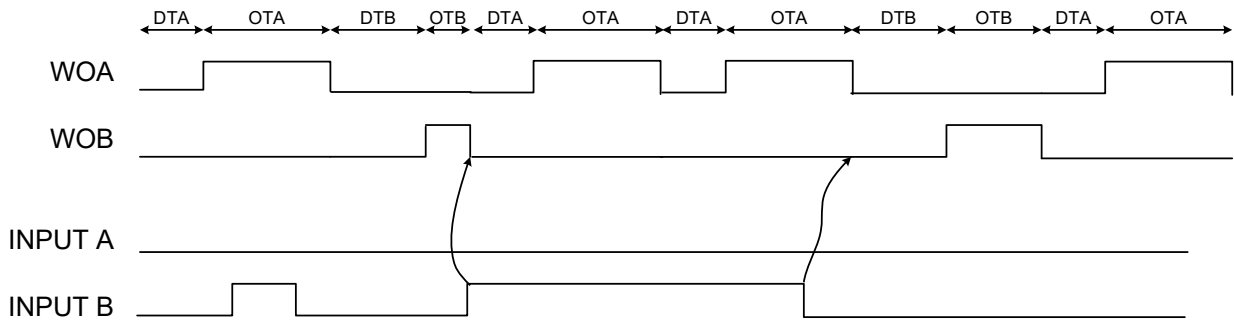 DTA OTA DTB OTB DTA OTA DTA OTA DTB OTB DTA OTA
WOA
WOB
INPUT A
INPUT B